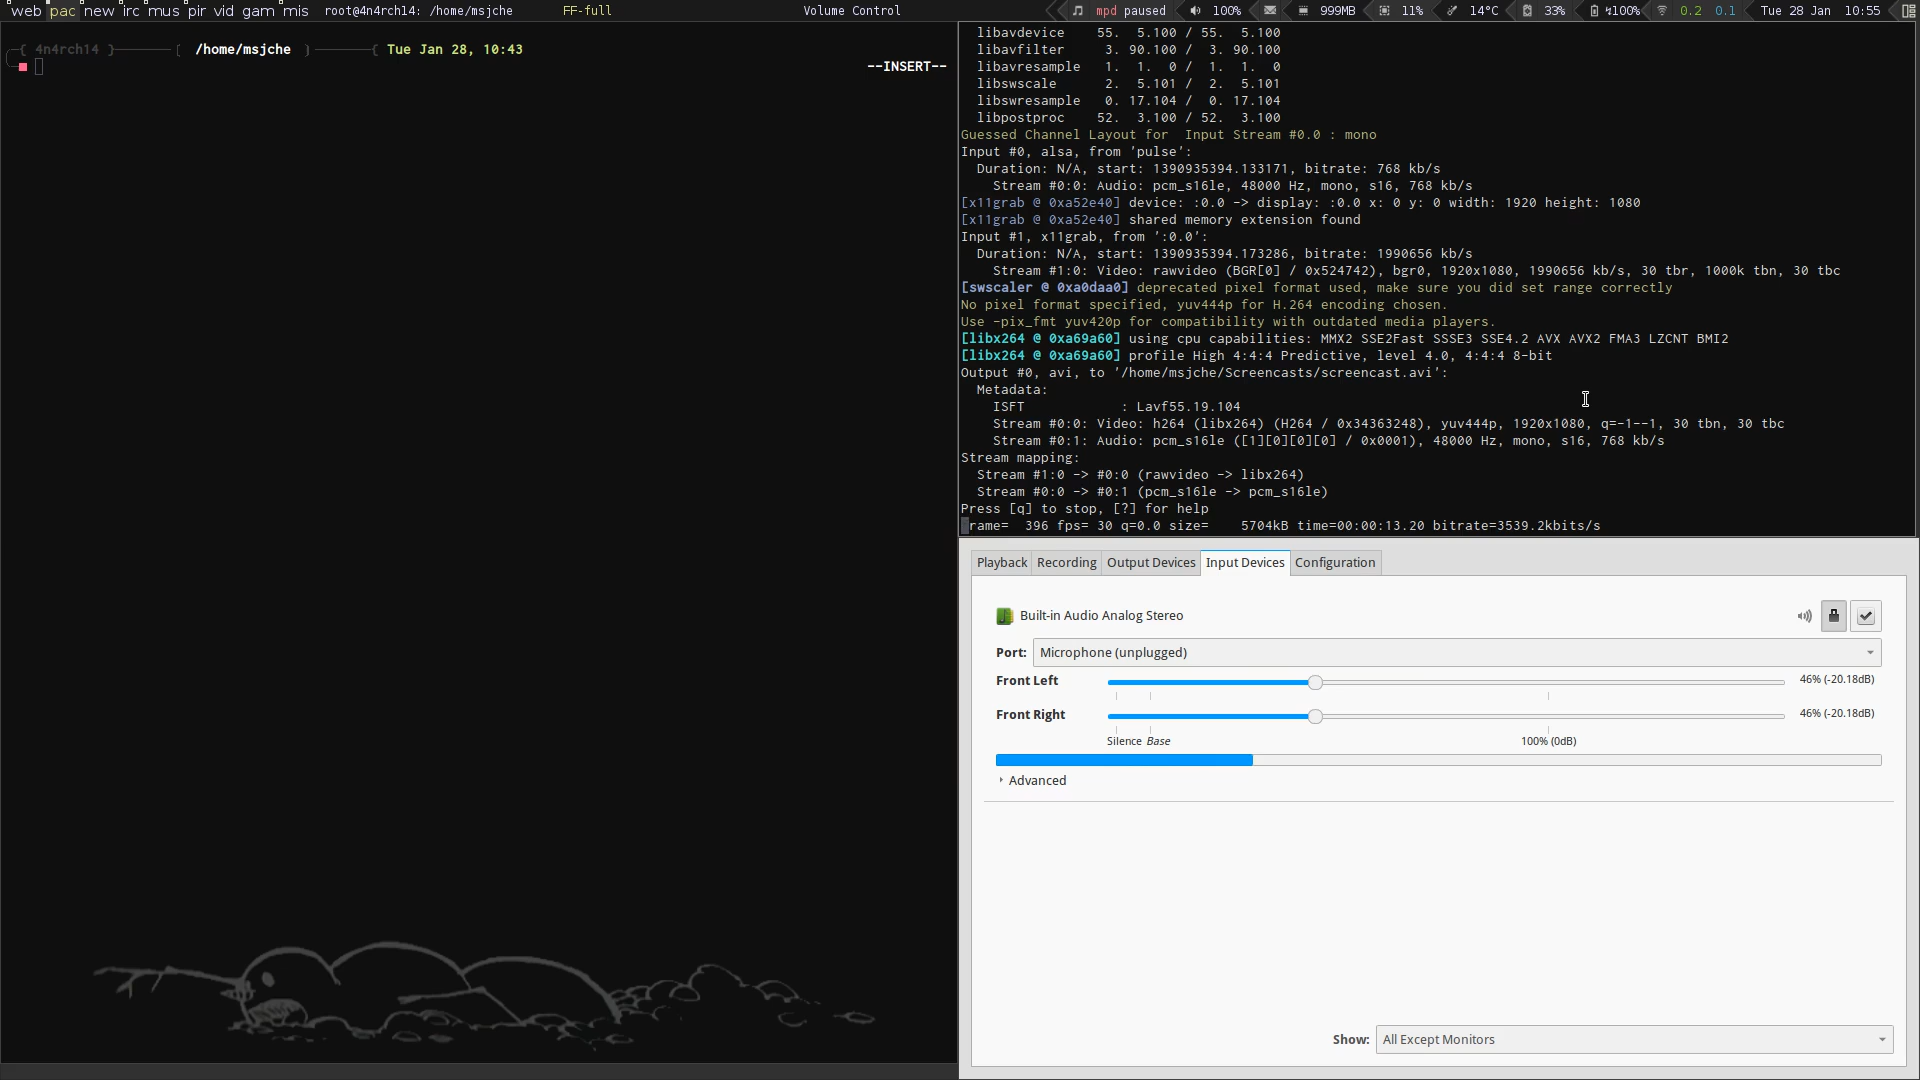 web pac new irc mus pir vid gam mis root@4n4rch14: /home/msjche FF-full Volume Control mpd paused 100% 999MB 11% 14°C 33% 100% 0.2 0.1 Tue 28 Jan 10:55
{ 4n4rch14 } [ /home/msjche ) { Tue Jan 28, 10:43
--INSERT--
libavdevice 55. 5.100 / 55. 5.100
libavfilter 3. 90.100 / 3. 90.100
libavresample 1. 1. 0 / 1. 1. 0
libswscale 2. 5.101 / 2. 5.101
libswresample 0. 17.104 / 0. 17.104
libpostproc 52. 3.100 / 52. 3.100
Guessed Channel Layout for Input Stream #0.0 : mono
Input #0, alsa, from 'pulse':
Duration: N/A, start: 1390935394.133171, bitrate: 768 kb/s
Stream #0:0: Audio: pcm_s16le, 48000 Hz, mono, s16, 768 kb/s
[x11grab @ 0xa52e40] device: :0.0 -> display: :0.0 x: 0 y: 0 width: 1920 height: 1080
[x11grab @ 0xa52e40] shared memory extension found
Input #1, x11grab, from ':0.0':
Duration: N/A, start: 1390935394.173286, bitrate: 1990656 kb/s
Stream #1:0: Video: rawvideo (BGR[0] / 0x524742), bgr0, 1920x1080, 1990656 kb/s, 30 tbr, 1000k tbn, 30 tbc
[swscaler @ 0xa0daa0] deprecated pixel format used, make sure you did set range correctly
No pixel format specified, yuv444p for H.264 encoding chosen.
Use -pix_fmt yuv420p for compatibility with outdated media players.
[libx264 @ 0xa69a60] using cpu capabilities: MMX2 SSE2Fast SSSE3 SSE4.2 AVX AVX2 FMA3 LZCNT BMI2
[libx264 @ 0xa69a60] profile High 4:4:4 Predictive, level 4.0, 4:4:4 8-bit
Output #0, avi, to '/home/msjche/Screencasts/screencast.avi':
Metadata:
ISFT : Lavf55.19.104
Stream #0:0: Video: h264 (libx264) (H264 / 0x34363248), yuv444p, 1920x1080, q=-1--1, 30 tbn, 30 tbc
Stream #0:1: Audio: pcm_s16le ([1][0][0][0] / 0x0001), 48000 Hz, mono, s16, 768 kb/s
Stream mapping:
Stream #1:0 -> #0:0 (rawvideo -> libx264)
Stream #0:0 -> #0:1 (pcm_s16le -> pcm_s16le)
Press [q] to stop, [?] for help
rame= 396 fps= 30 q=0.0 size= 5704kB time=00:00:13.20 bitrate=3539.2kbits/s
Playback Recording Output Devices Input Devices Configuration
Built-in Audio Analog Stereo
Port: Microphone (unplugged)
Front Left 46% (-20.18dB)
Front Right 46% (-20.18dB)
Silence Base 100% (0dB)
Advanced
Show: All Except Monitors